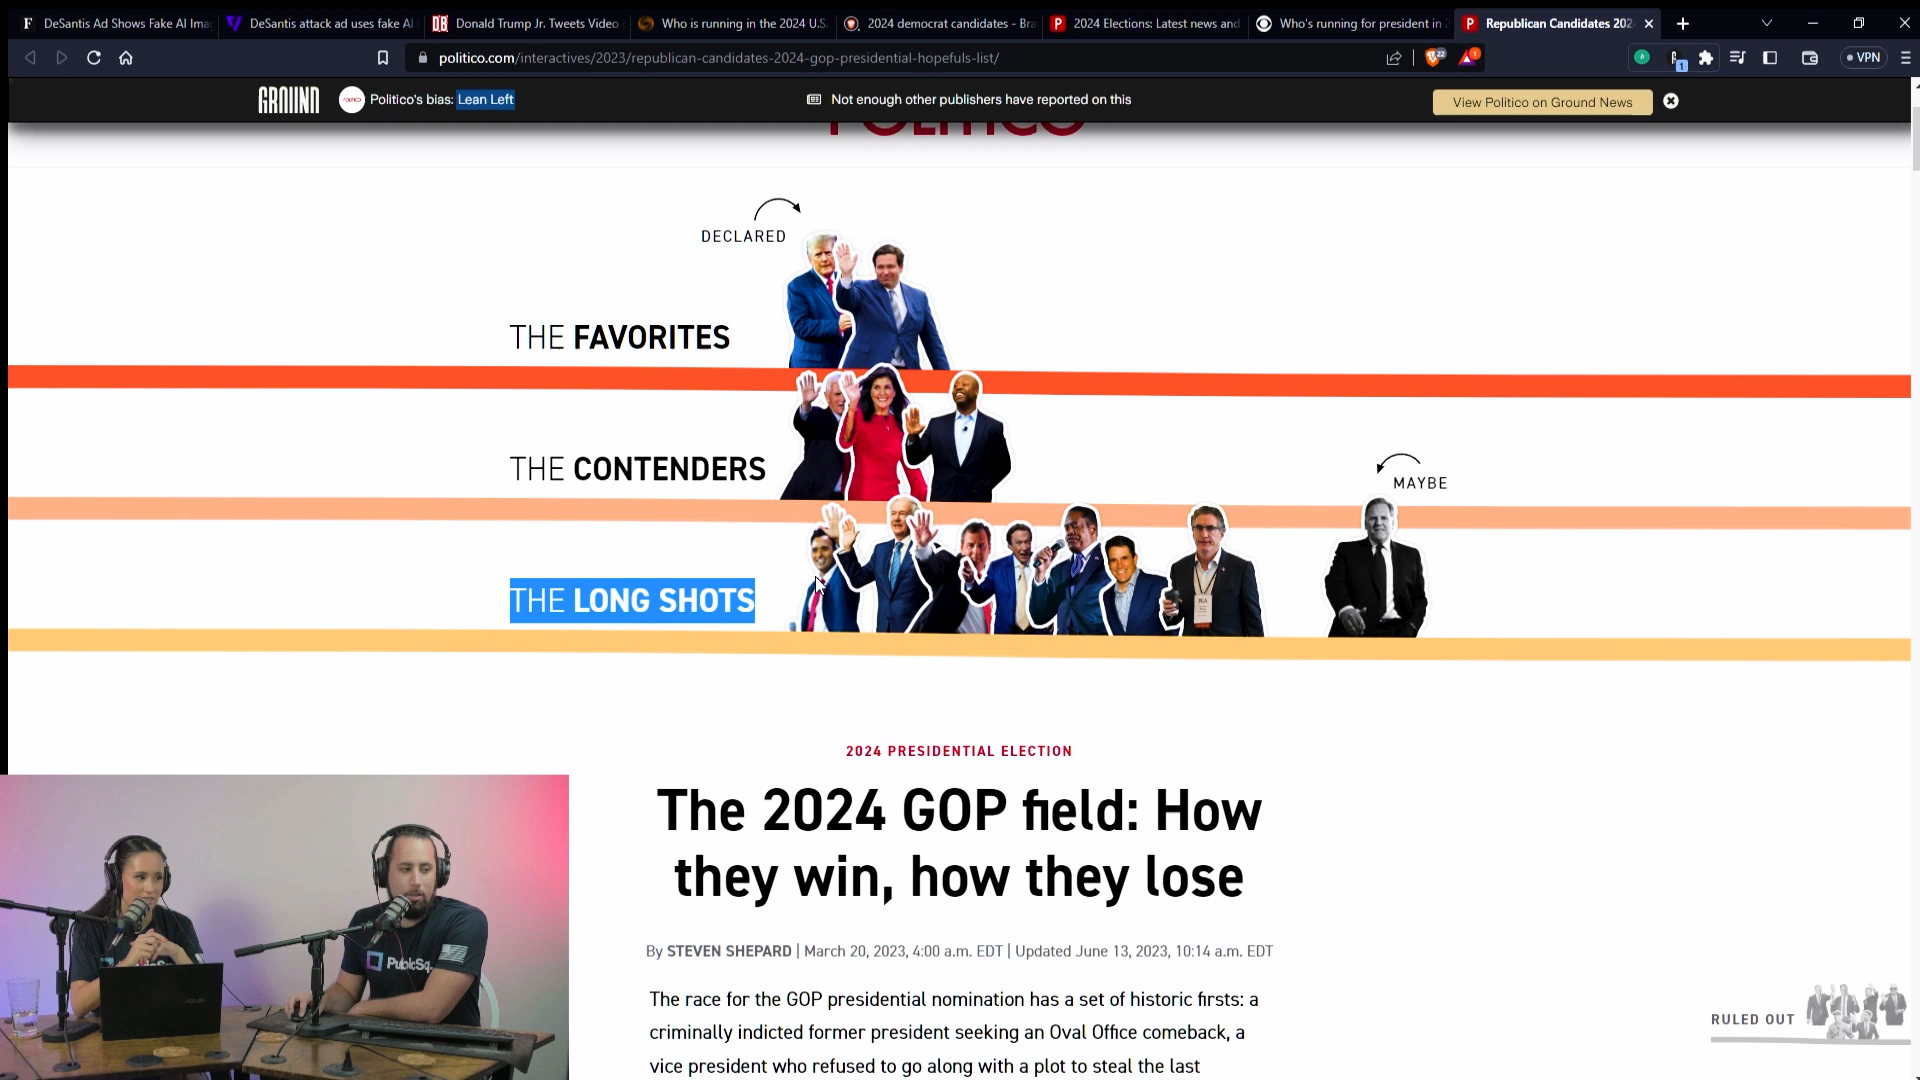 DeSantis Ad Shows Fake AI Ima
DeSantis attack ad uses fake AI
Donald Trump Jr. Tweets Video
Who is running in the 2024 U.S.
2024 democrat candidates - Bra
2024 Elections: Latest news and
Who's running for president in 2
Republican Candidates 202
politico.com/interactives/2023/republican-candidates-2024-gop-presidential-hopefuls-list/
22
1
1
VPN
GROUND
Politico's bias: Lean Left
Not enough other publishers have reported on this
View Politico on Ground News
POLITICO
DECLARED
THE FAVORITES
THE CONTENDERS
MAYBE
THE LONG SHOTS
2024 PRESIDENTIAL ELECTION
The 2024 GOP field: How
they win, how they lose
By STEVEN SHEPARD | March 20, 2023, 4:00 a.m. EDT | Updated June 13, 2023, 10:14 a.m. EDT
The race for the GOP presidential nomination has a set of historic firsts: a
criminally indicted former president seeking an Oval Office comeback, a
vice president who refused to go along with a plot to steal the last
RULED OUT
PublicSq.